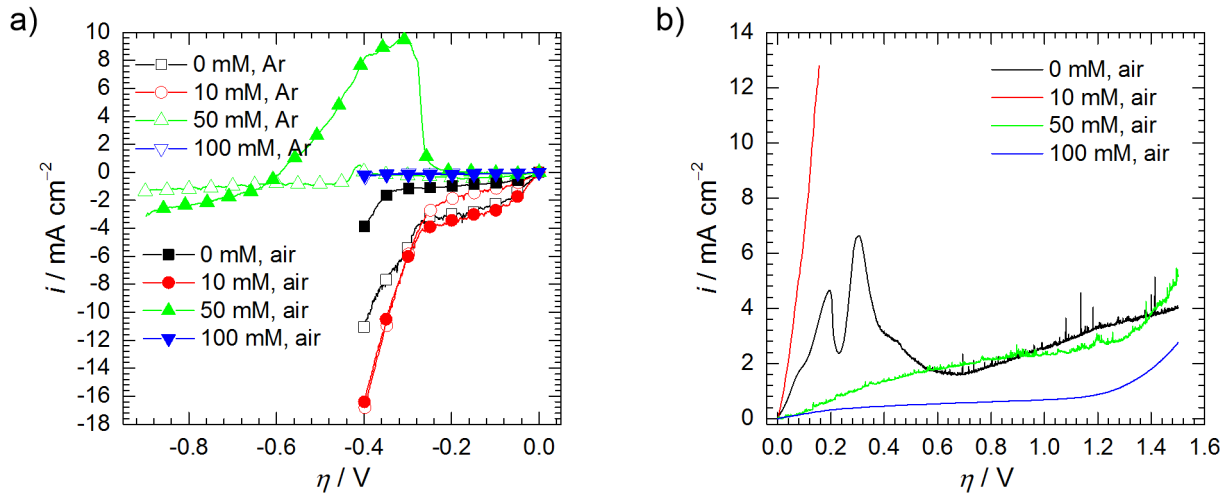 a)
10
8
6
4
2
0
-2
-4
-6
-8
-10
-12
-14
-16
-18
i / mA cm−2
0 mM, Ar
10 mM, Ar
50 mM, Ar
100 mM, Ar
0 mM, air
10 mM, air
50 mM, air
100 mM, air
-0.8 -0.6 -0.4 -0.2 0.0
η / V
b)
14
12
10
8
6
4
2
0
i / mA cm−2
0 mM, air
10 mM, air
50 mM, air
100 mM, air
0.0 0.2 0.4 0.6 0.8 1.0 1.2 1.4 1.6
η / V